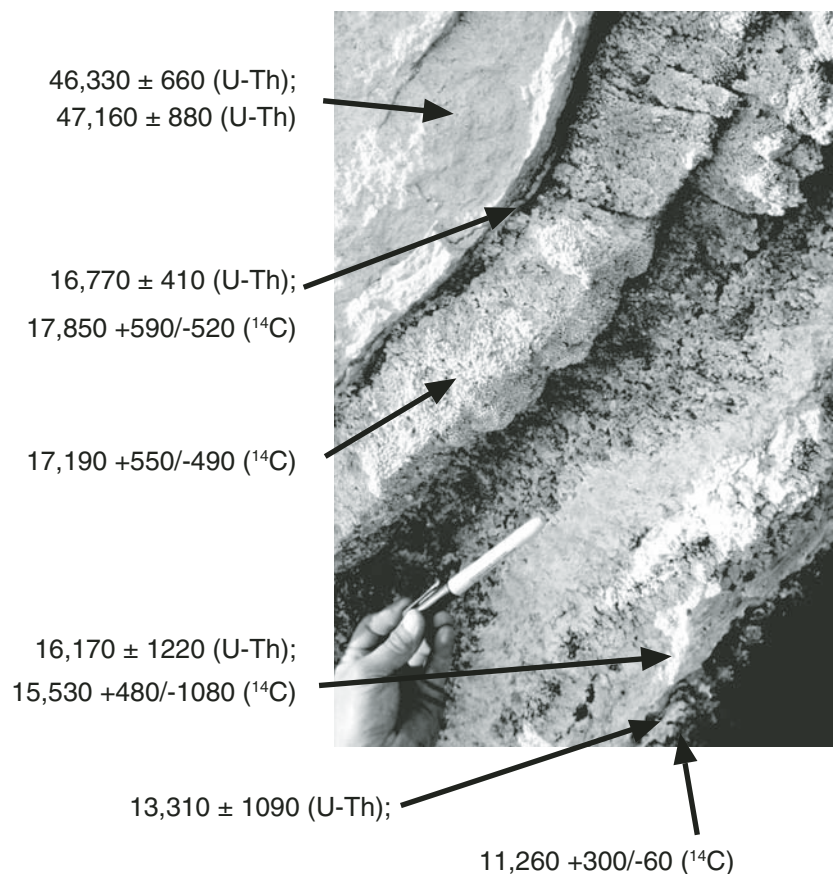 46,330 ± 660 (U-Th);
47,160 ± 880 (U-Th)
16,770 ± 410 (U-Th);
17,850 +590/-520 (¹⁴C)
17,190 +550/-490 (¹⁴C)
16,170 ± 1220 (U-Th);
15,530 +480/-1080 (¹⁴C)
13,310 ± 1090 (U-Th);
11,260 +300/-60 (¹⁴C)